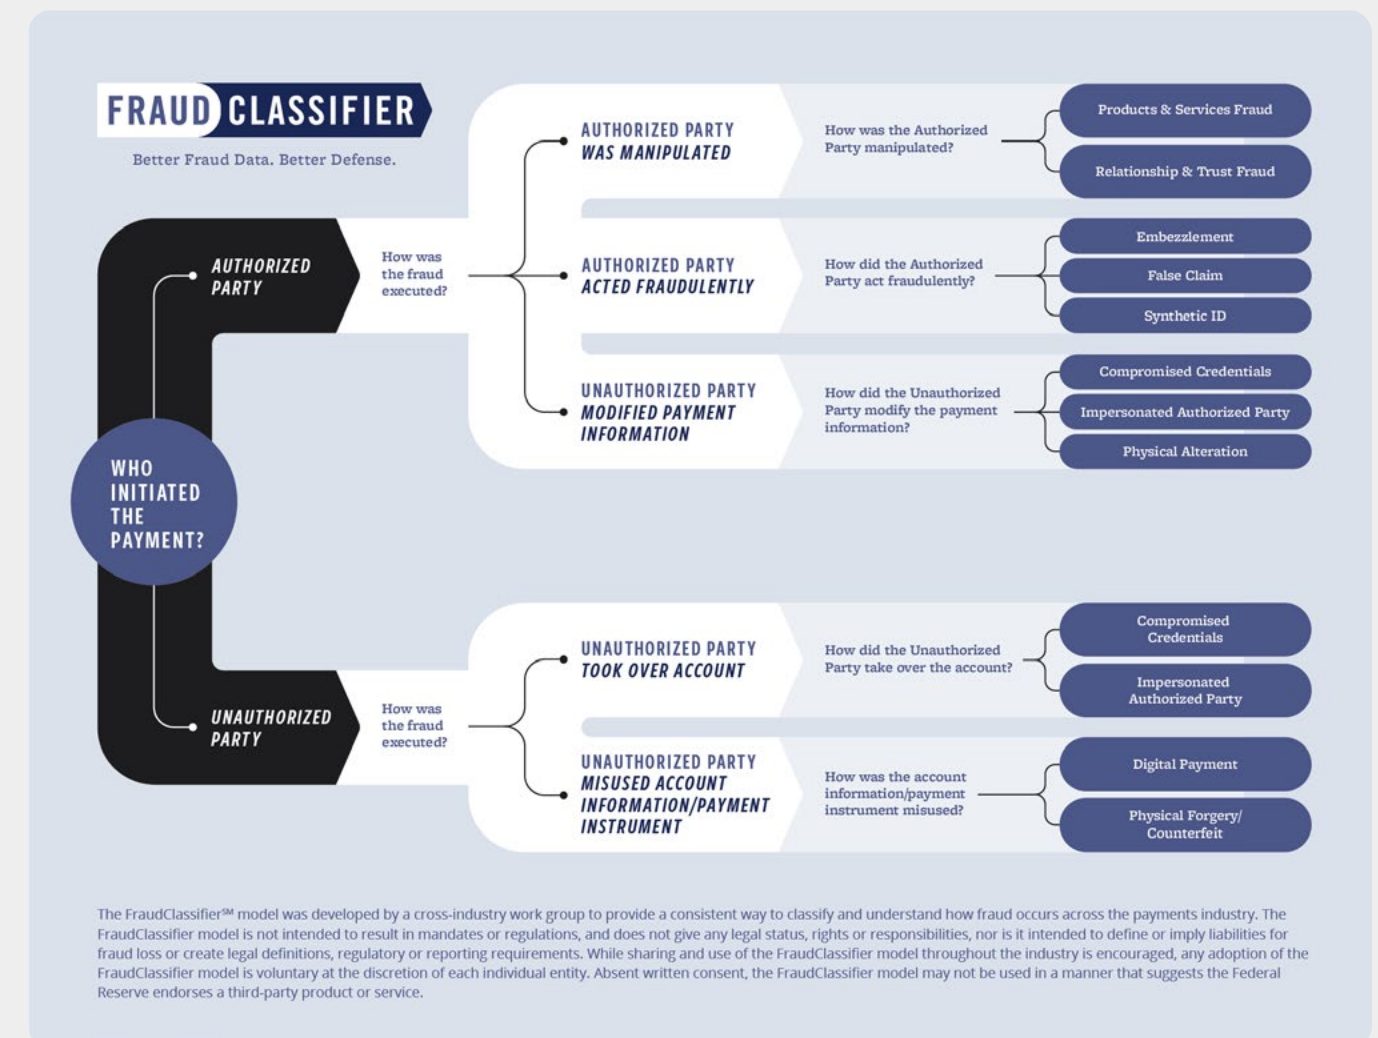 FRAUD CLASSIFIER
Better Fraud Data. Better Defense.
WHO
INITIATED
THE
PAYMENT?
AUTHORIZED
PARTY
How was
the fraud
executed?
AUTHORIZED PARTY
WAS MANIPULATED
How was the Authorized
Party manipulated?
Products & Services Fraud
Relationship & Trust Fraud
AUTHORIZED PARTY
ACTED FRAUDULENTLY
How did the Authorized
Party act fraudulently?
Embezzlement
False Claim
Synthetic ID
UNAUTHORIZED PARTY
MODIFIED PAYMENT
INFORMATION
How did the Unauthorized
Party modify the payment
information?
Compromised Credentials
Impersonated Authorized Party
Physical Alteration
UNAUTHORIZED
PARTY
How was
the fraud
executed?
UNAUTHORIZED PARTY
TOOK OVER ACCOUNT
How did the Unauthorized
Party take over the account?
Compromised
Credentials
Impersonated
Authorized Party
UNAUTHORIZED PARTY
MISUSED ACCOUNT
INFORMATION/PAYMENT
INSTRUMENT
How was the account
information/payment
instrument misused?
Digital Payment
Physical Forgery/
Counterfeit
The FraudClassifier℠ model was developed by a cross-industry work group to provide a consistent way to classify and understand how fraud occurs across the payments industry. The
FraudClassifier model is not intended to result in mandates or regulations, and does not give any legal status, rights or responsibilities, nor is it intended to define or imply liabilities for
fraud loss or create legal definitions, regulatory or reporting requirements. While sharing and use of the FraudClassifier model throughout the industry is encouraged, any adoption of the
FraudClassifier model is voluntary at the discretion of each individual entity. Absent written consent, the FraudClassifier model may not be used in a manner that suggests the Federal
Reserve endorses a third-party product or service.